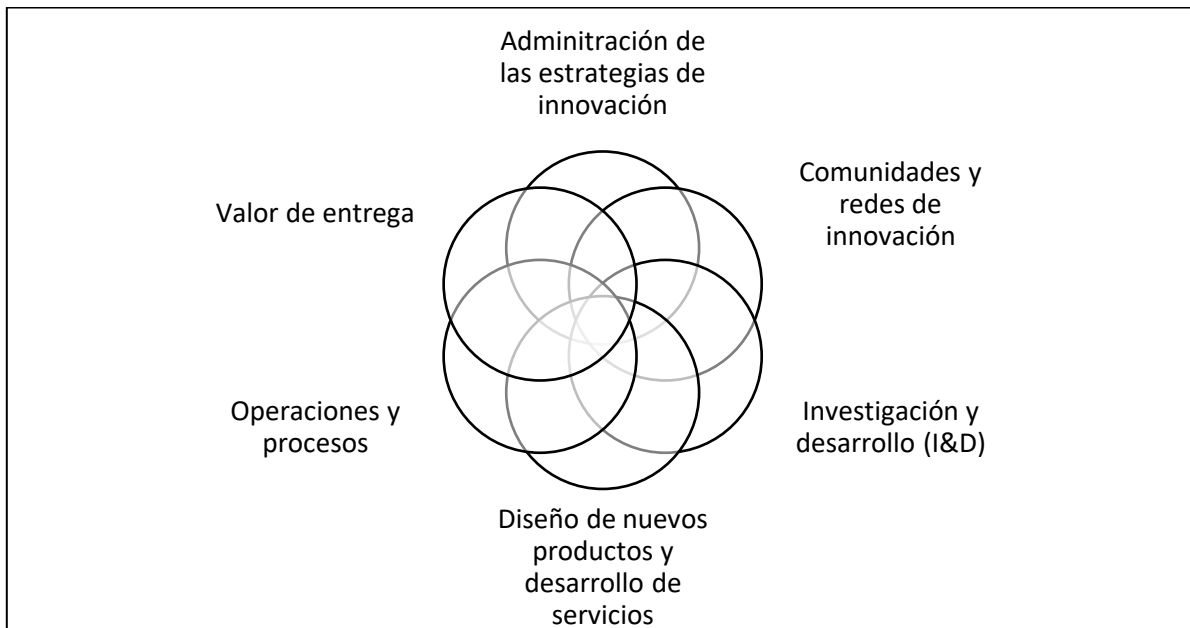 Adminitración de
las estrategias de
innovación
Comunidades y
redes de
innovación
Investigación y
desarrollo (I&D)
Diseño de nuevos
productos y
desarrollo de
servicios
Operaciones y
procesos
Valor de entrega